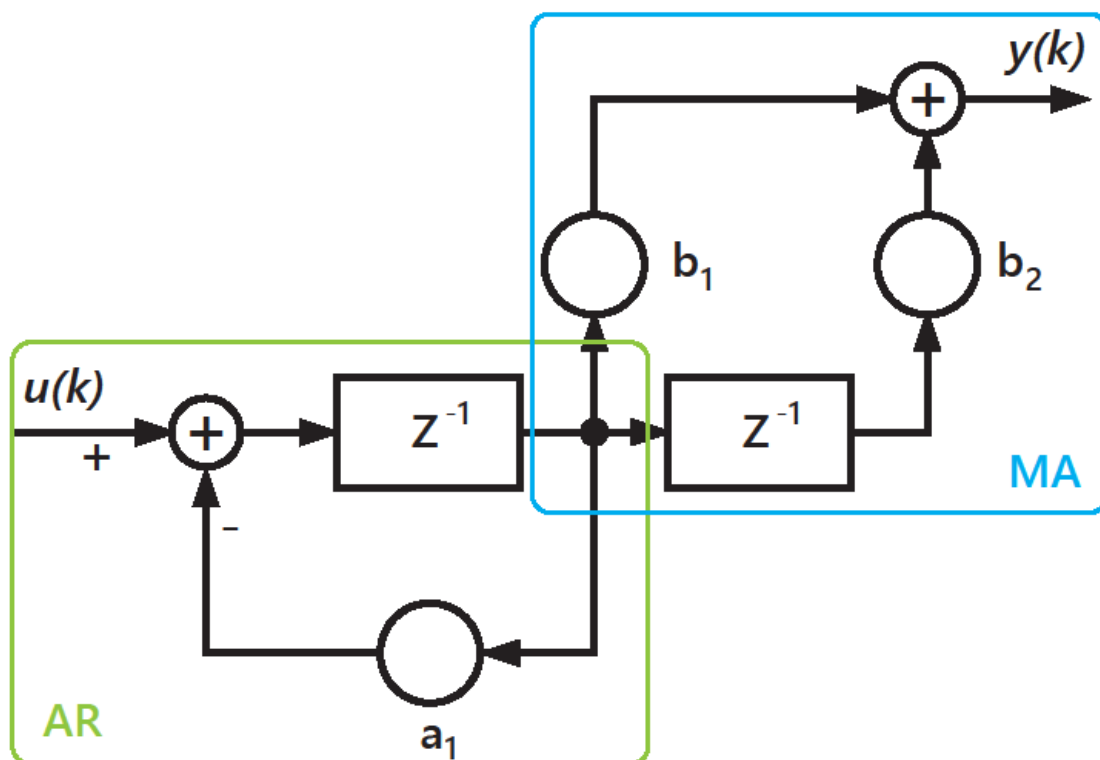 y(k)
+
b₁
b₂
u(k)
+
+
Z⁻¹
Z⁻¹
MA
-
AR
a₁